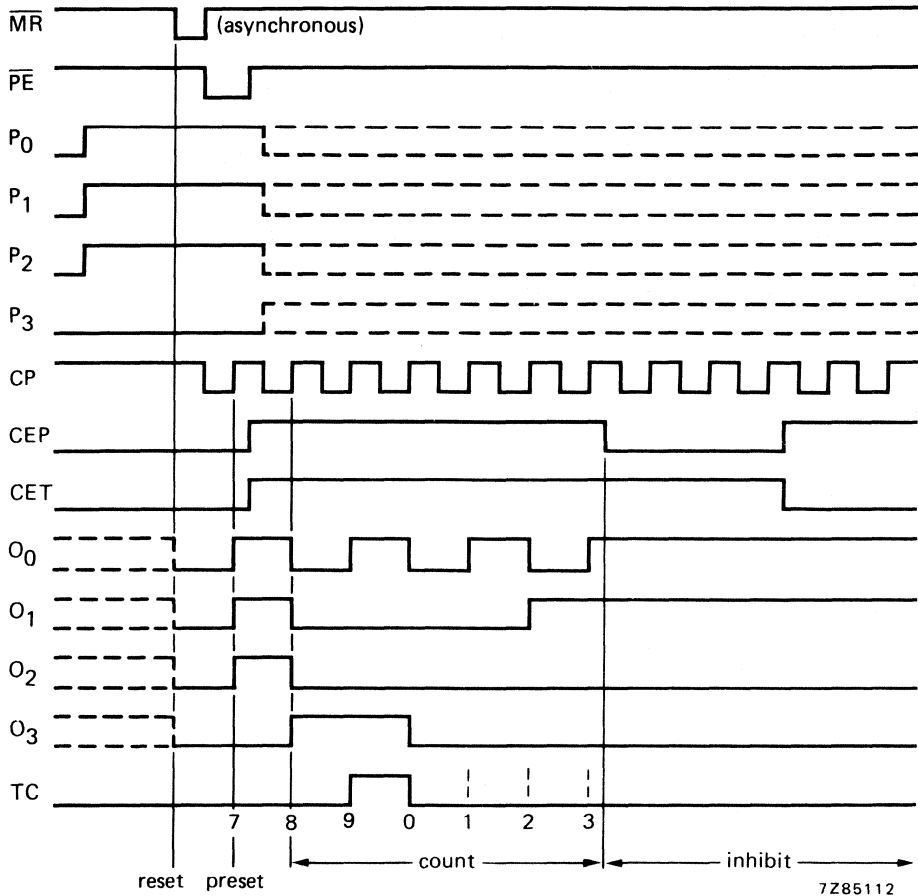 MR (asynchronous)
PE
P0
P1
P2
P3
CP
CEP
CET
O0
O1
O2
O3
TC
7 8 9 0 1 2 3
count inhibit
reset preset
7Z85112